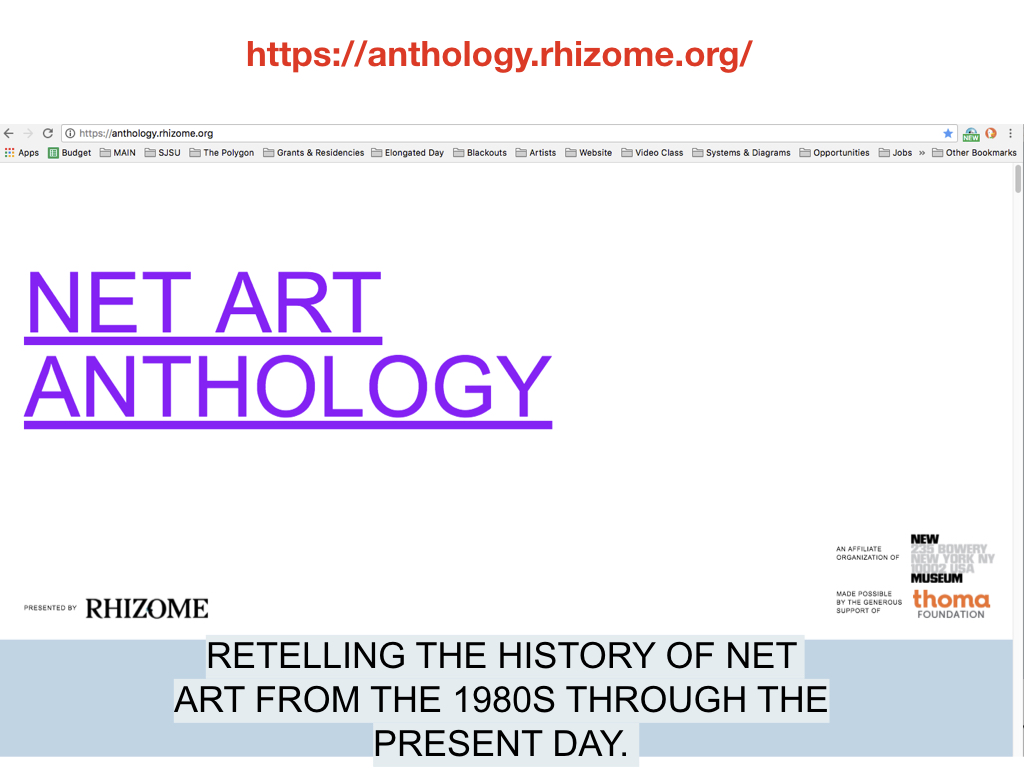 https://anthology.rhizome.org/
https://anthology.rhizome.org
NEW
Apps Budget MAIN SJSU The Polygon Grants & Residencies Elongated Day Blackouts Artists Website Video Class Systems & Diagrams Opportunities Jobs » Other Bookmarks
NET ART
ANTHOLOGY
AN AFFILIATE
ORGANIZATION OF
NEW
235 BOWERY
NEW YORK NY
10002 USA
MUSEUM
PRESENTED BY RHIZOME
MADE POSSIBLE
BY THE GENEROUS
SUPPORT OF
thoma
FOUNDATION
RETELLING THE HISTORY OF NET
ART FROM THE 1980S THROUGH THE
PRESENT DAY.